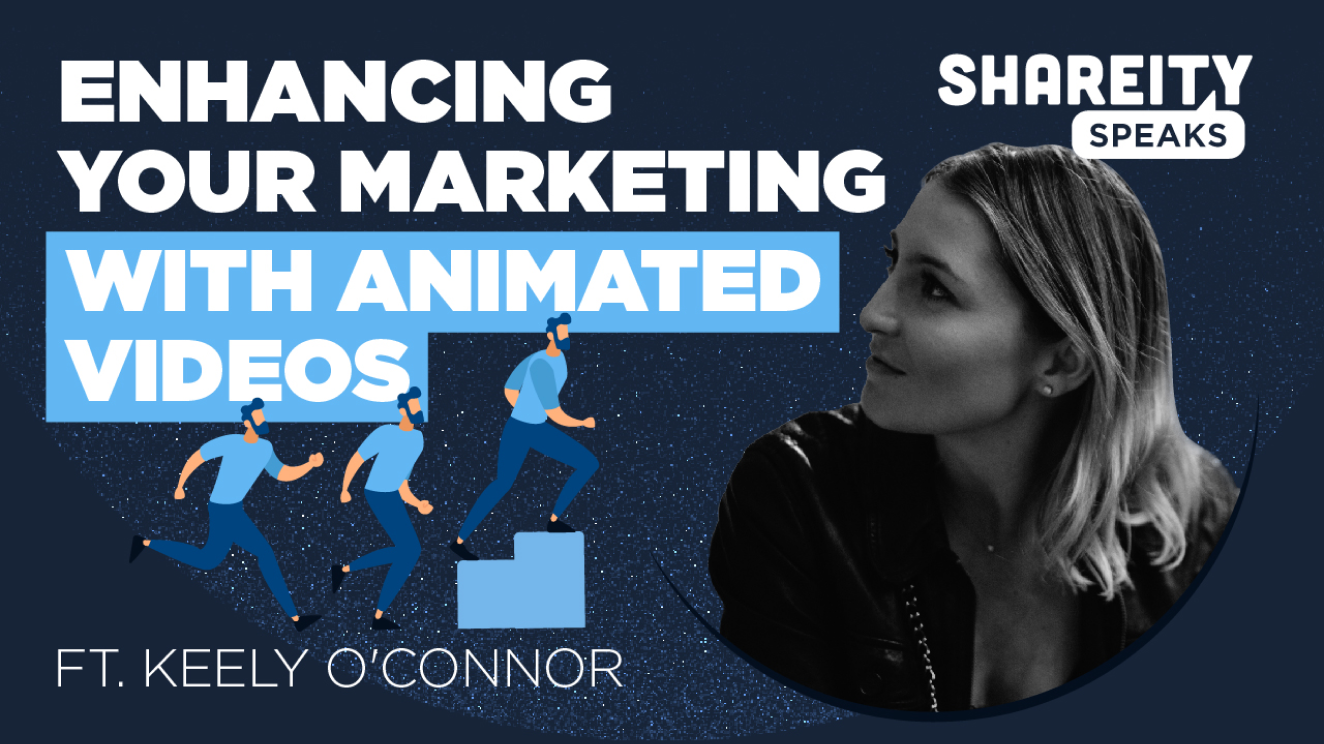 ENHANCING
YOUR MARKETING
WITH ANIMATED
VIDEOS
SHAREITY
SPEAKS
FT. KEELY O'CONNOR